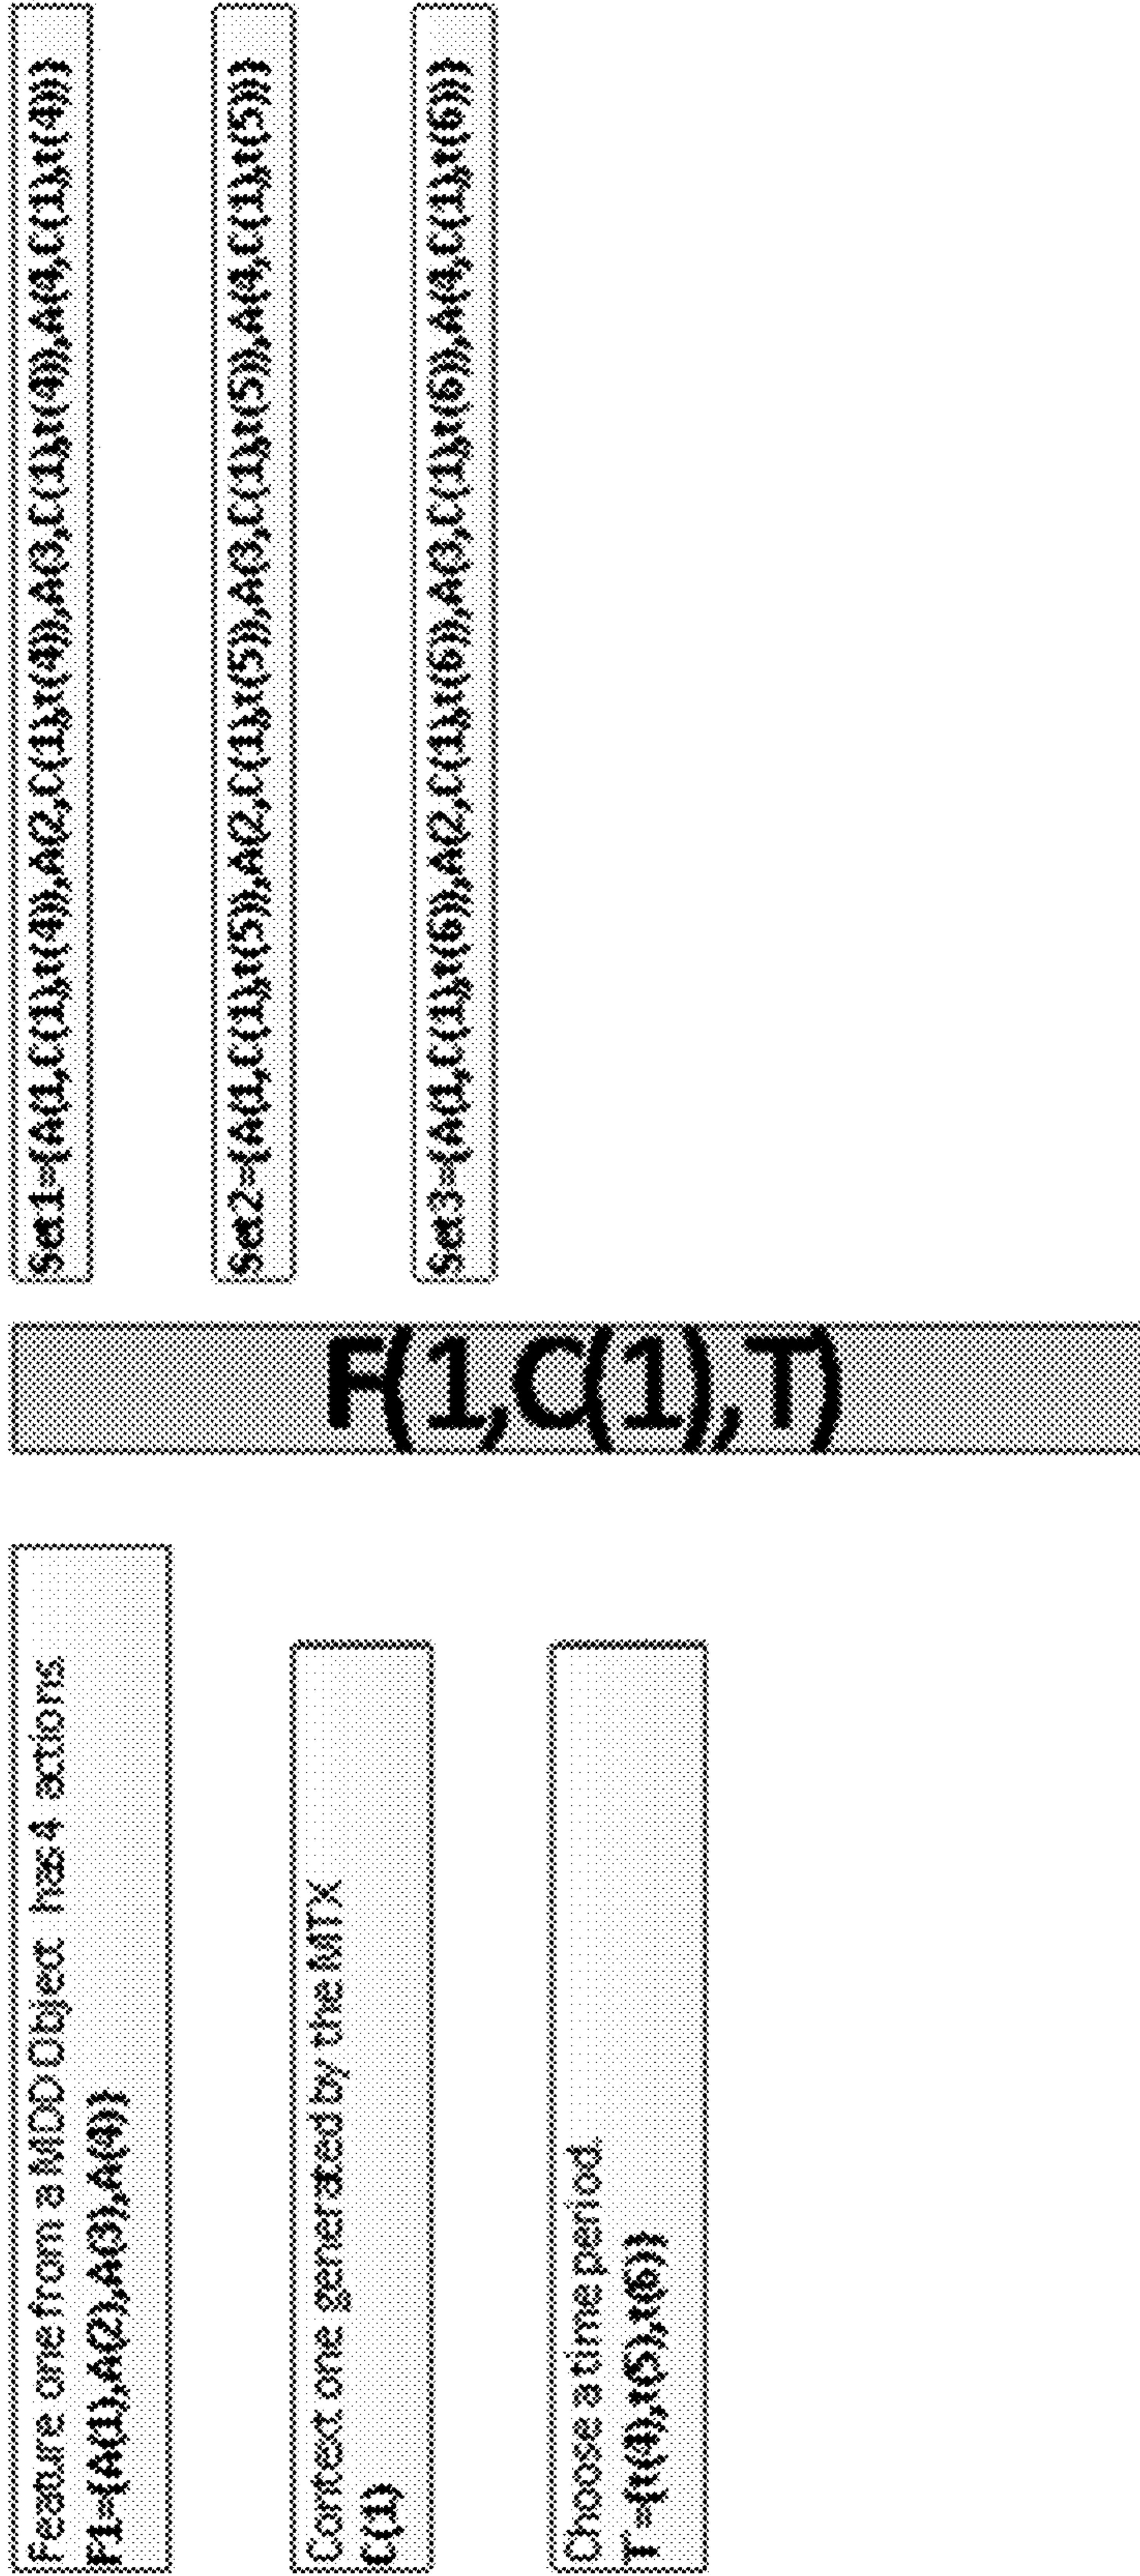 Feature one from a MDD Object has 4 actions
F1={A(1),A(2),A(3),A(4)}
Context one generated by the MTX
C(1)
Choose a time period.
T={t(4),t(5),t(6)}
F(1,C(1),T)
Set1={A(1,C(1),t(4)),A(2,C(1),t(4)),A(3,C(1),t(4)),A(4,C(1),t(4))}
Set2={A(1,C(1),t(5)),A(2,C(1),t(5)),A(3,C(1),t(5)),A(4,C(1),t(5))}
Set3={A(1,C(1),t(6)),A(2,C(1),t(6)),A(3,C(1),t(6)),A(4,C(1),t(6))}